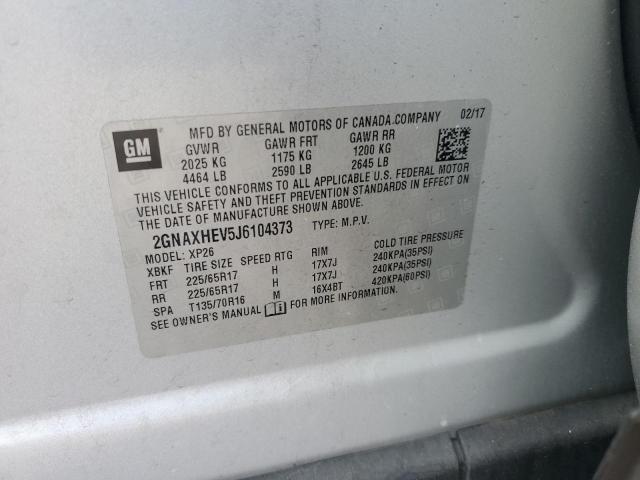 MFD BY GENERAL MOTORS OF CANADA COMPANY 02/17
GM GVWR GAWR FRT GAWR RR
2025 KG 1175 KG 1200 KG
4464 LB 2590 LB 2645 LB
THIS VEHICLE CONFORMS TO ALL APPLICABLE U.S. FEDERAL MOTOR
VEHICLE SAFETY AND THEFT PREVENTION STANDARDS IN EFFECT ON
THE DATE OF MANUFACTURE SHOWN ABOVE.
2GNAXHEV5J6104373 TYPE: M.P.V.
MODEL: XP26
XBKF TIRE SIZE SPEED RTG RIM COLD TIRE PRESSURE
FRT 225/65R17 H 17X7J 240KPA(35PSI)
RR 225/65R17 H 17X7J 240KPA(35PSI)
SPA T135/70R16 M 16X4BT 420KPA(60PSI)
SEE OWNER'S MANUAL FOR MORE INFORMATION.